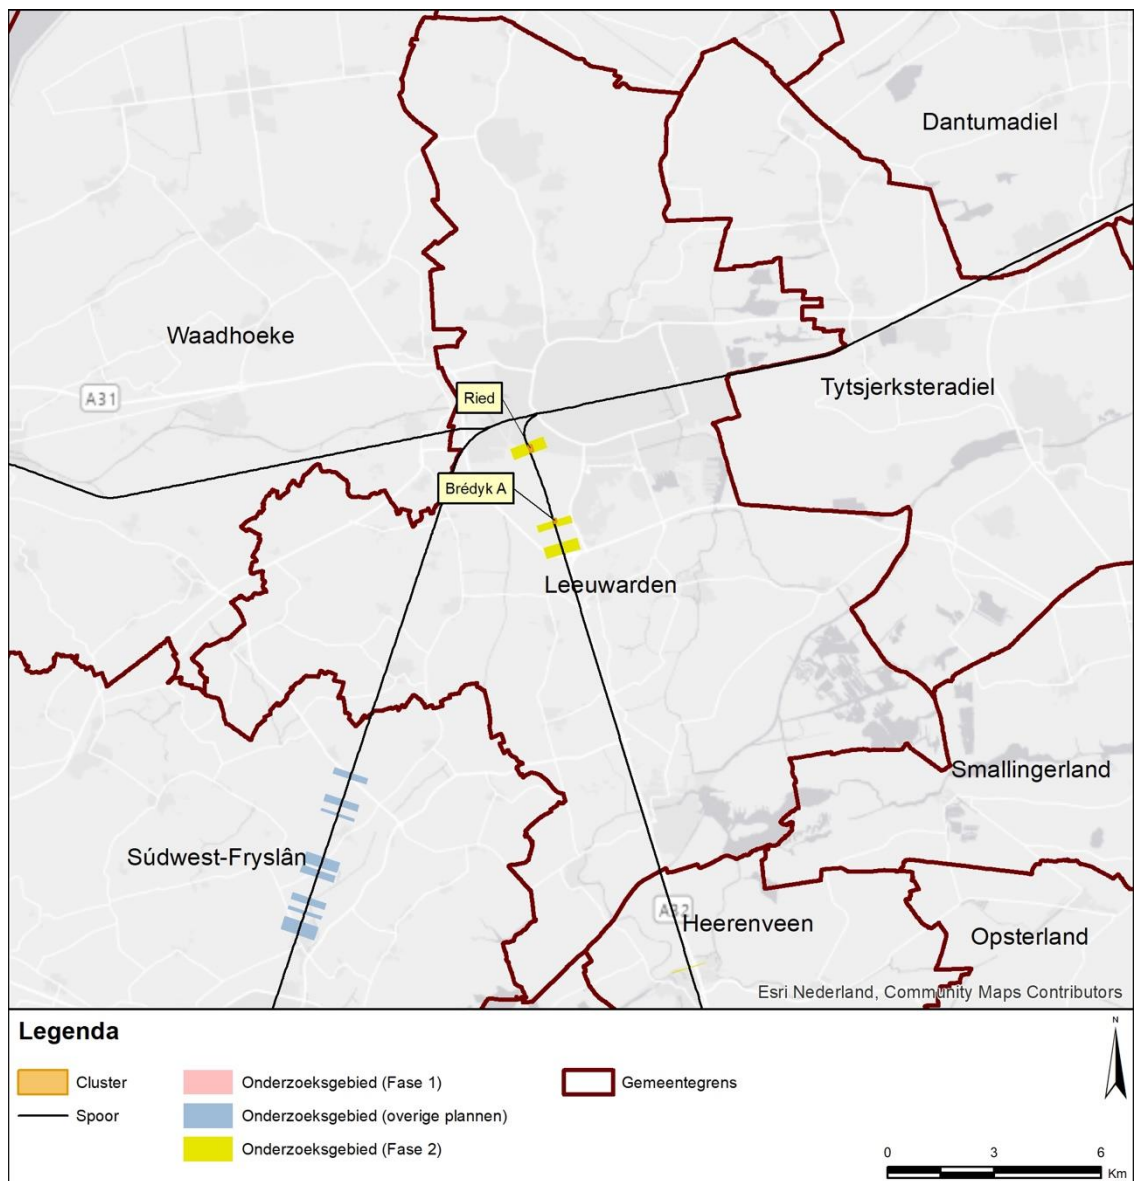 Dantumadiel
Waadhoeke
A31
Tytsjerksteradiel
Ried
Brédyk A
Leeuwarden
Smallingerland
Súdwest-Fryslân
A32
Heerenveen
Opsterland
Esri Nederland, Community Maps Contributors
Legenda
N
Cluster
Onderzoeksgebied (Fase 1)
Gemeentegrens
Spoor
Onderzoeksgebied (overige plannen)
Onderzoeksgebied (Fase 2)
0 3 6
Km